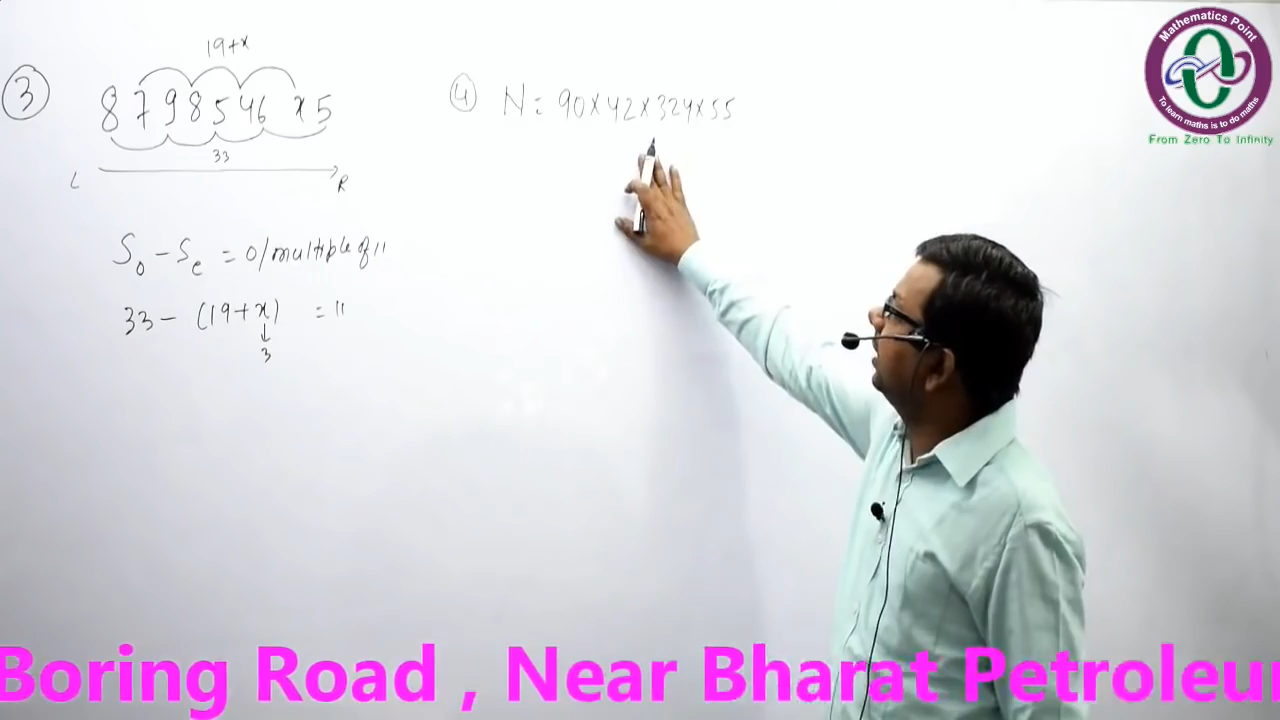 19+x
3 8 7 9 8 5 4 6 x 5
33
L R
So - Se = 0/multiple of 11
33 - (19+x) = 11
3
4 N = 90×42×324×55
Mathematics Point
To learn maths is to do maths
From Zero To Infinity
Boring Road , Near Bharat Petroleu